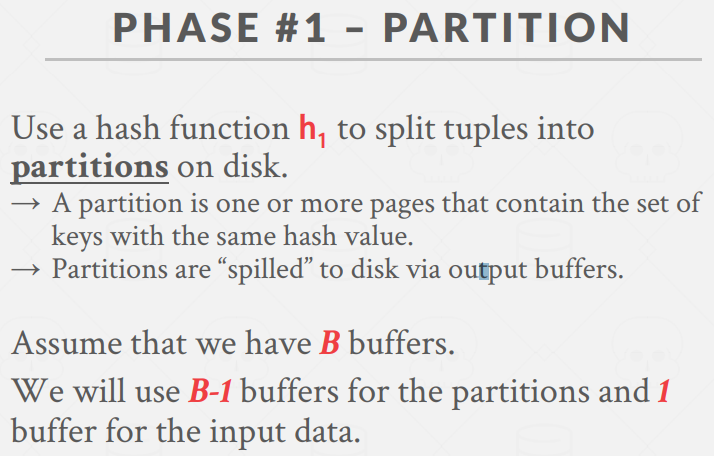 PHASE #1 – PARTITION
Use a hash function h₁ to split tuples into
partitions on disk.
→ A partition is one or more pages that contain the set of
keys with the same hash value.
→ Partitions are “spilled” to disk via output buffers.
Assume that we have B buffers.
We will use B-1 buffers for the partitions and 1
buffer for the input data.